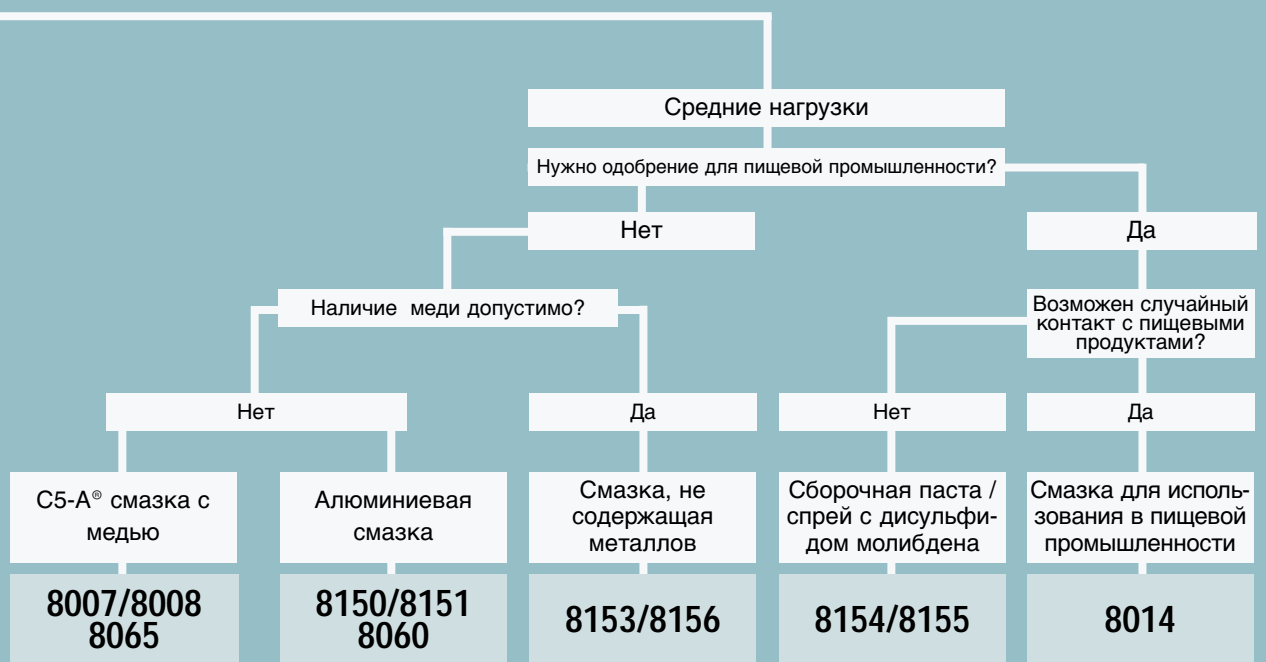 Средние нагрузки
Нужно одобрение для пищевой промышленности?
Нет
Да
Наличие меди допустимо?
Возможен случайный
контакт с пищевыми
продуктами?
Нет
Да
Нет
Да
C5-A® смазка с
медью
Алюминиевая
смазка
Смазка, не
содержащая
металлов
Сборочная паста /
спрей с дисульфи-
дом молибдена
Смазка для исполь-
зования в пищевой
промышленности
8007/8008
8065
8150/8151
8060
8153/8156
8154/8155
8014